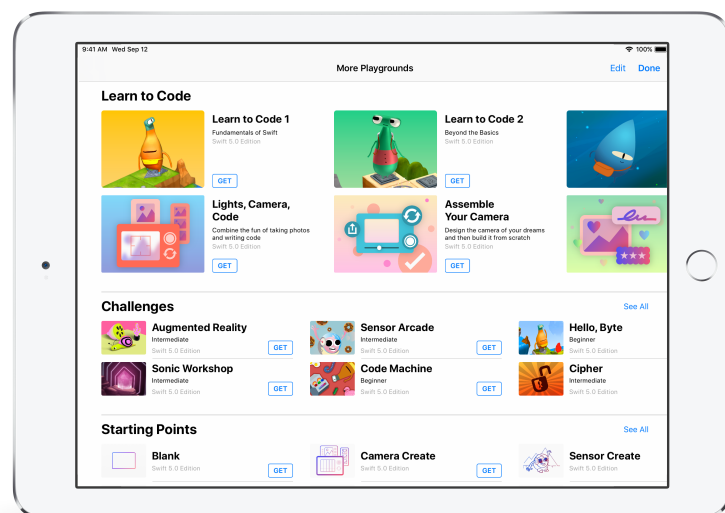 9:41 AM Wed Sep 12
100%
More Playgrounds
Edit Done
Learn to Code
Learn to Code 1
Fundamentals of Swift
Swift 5.0 Edition
GET
Learn to Code 2
Beyond the Basics
Swift 5.0 Edition
GET
Lights, Camera,
Code
Combine the fun of taking photos
and writing code
Swift 5.0 Edition
GET
Assemble
Your Camera
Design the camera of your dreams
and then build it from scratch
Swift 5.0 Edition
GET
Challenges
See All
Augmented Reality
Intermediate
Swift 5.0 Edition
GET
Sensor Arcade
Intermediate
Swift 5.0 Edition
GET
Hello, Byte
Beginner
Swift 5.0 Edition
Sonic Workshop
Intermediate
Swift 5.0 Edition
GET
Code Machine
Beginner
Swift 5.0 Edition
GET
Cipher
Intermediate
Swift 5.0 Edition
Starting Points
See All
Blank
Swift 5.0 Edition
GET
Camera Create
Swift 5.0 Edition
GET
Sensor Create
Swift 5.0 Edition